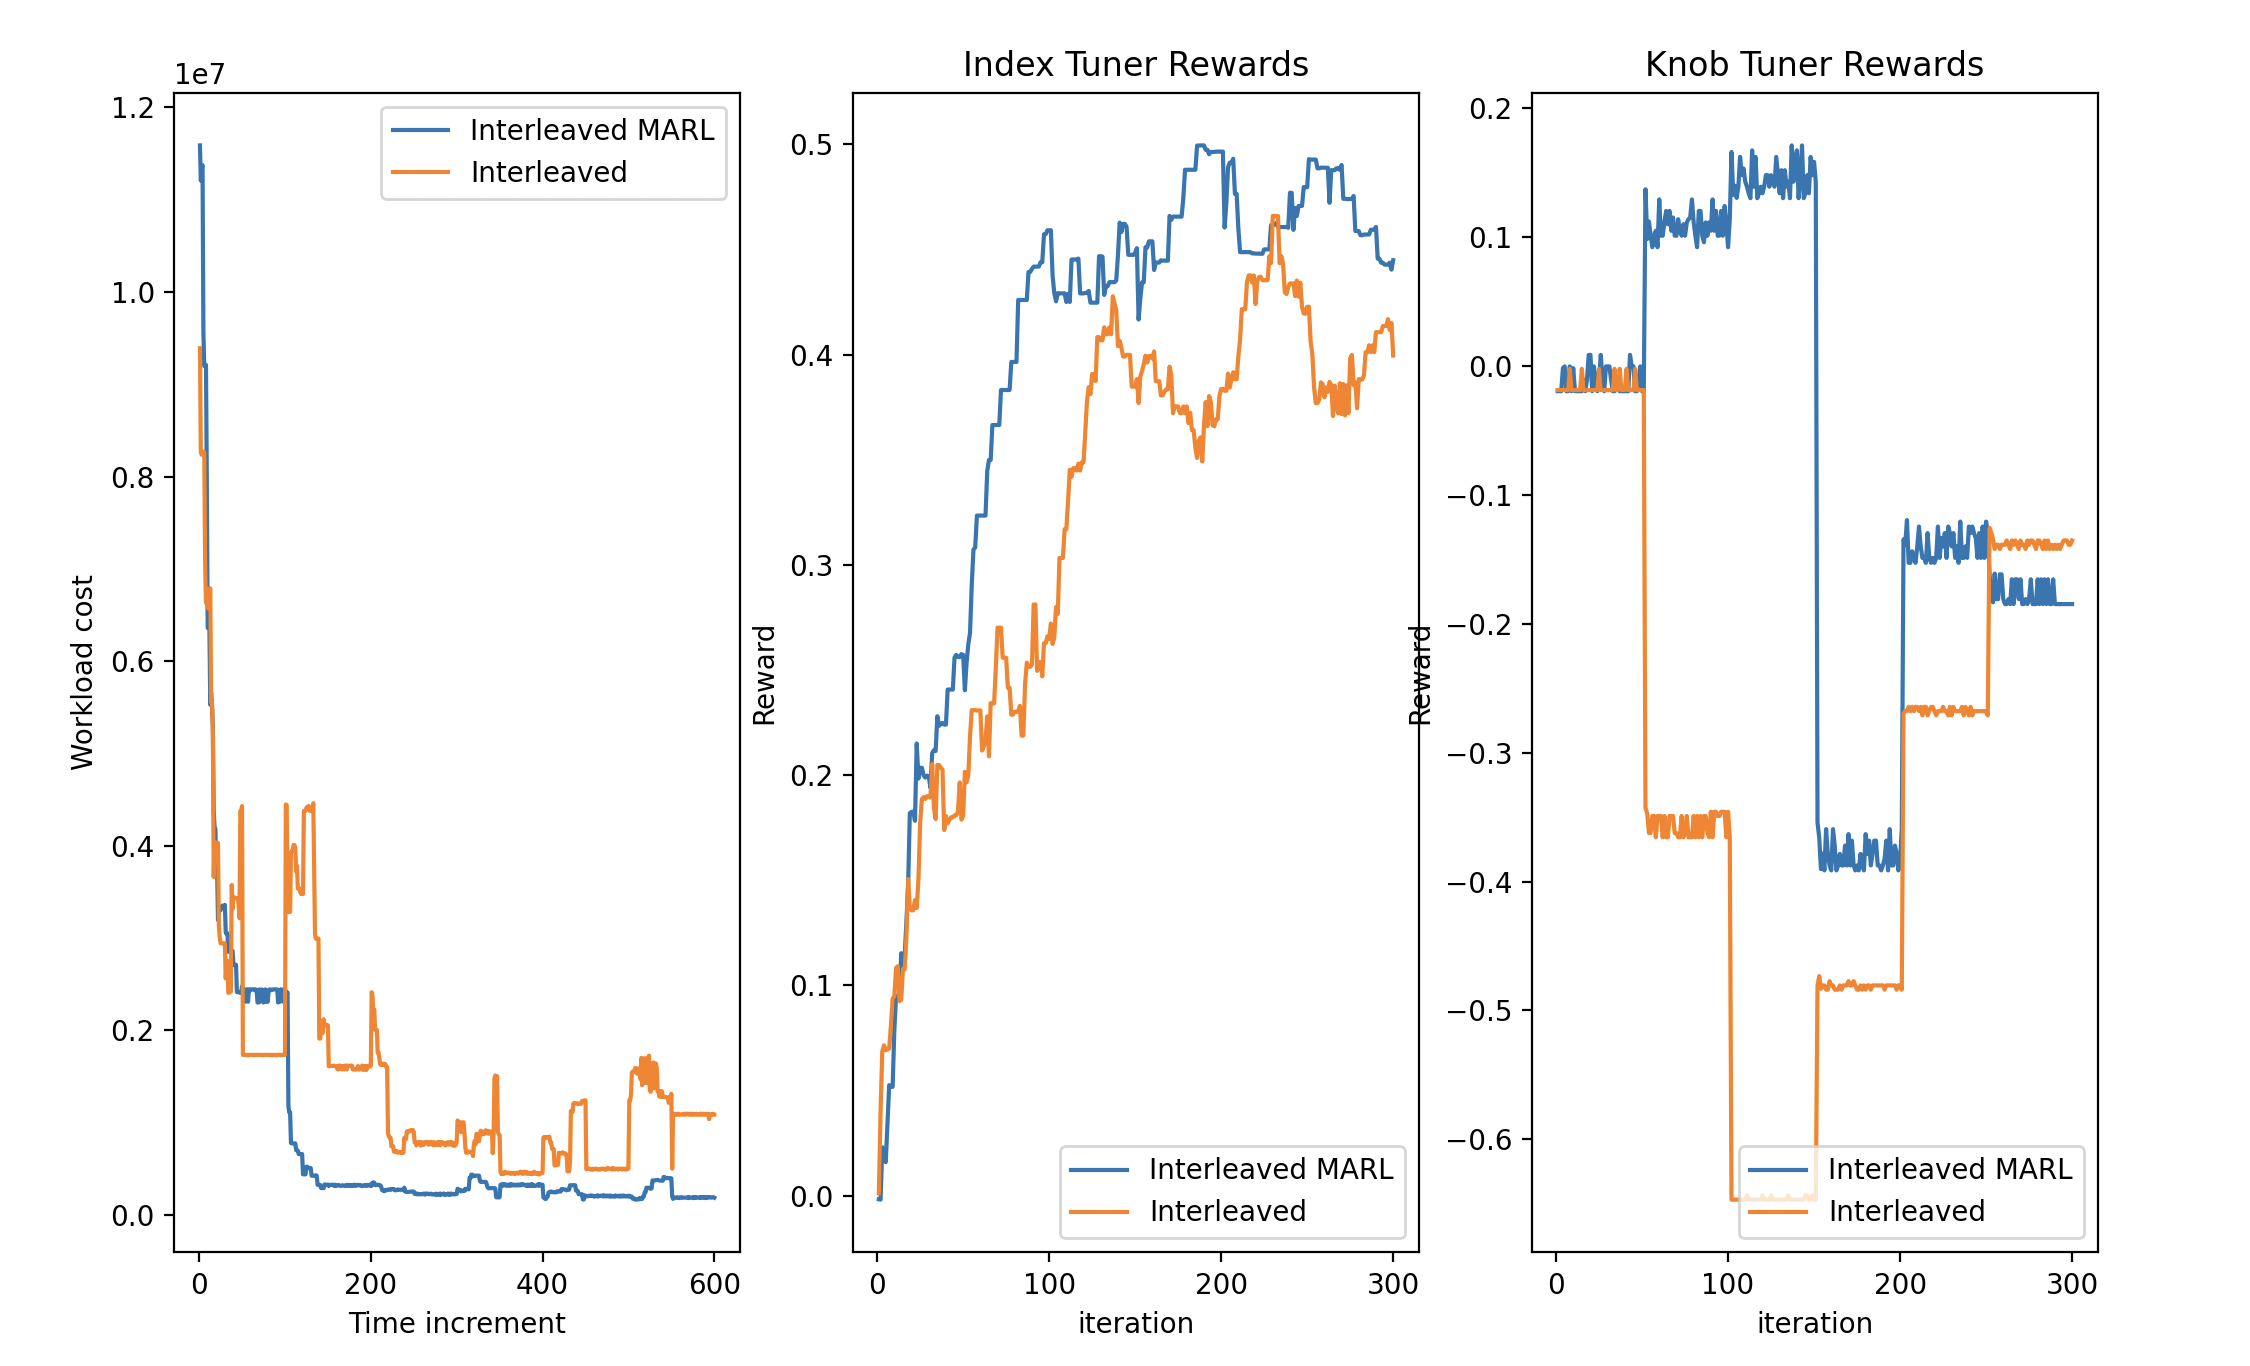 1e7
1.2
1.0
0.8
0.6
0.4
0.2
0.0
Workload cost
0 200 400 600
Time increment
Interleaved MARL
Interleaved
Index Tuner Rewards
0.5
0.4
0.3
0.2
0.1
0.0
Reward
0 100 200 300
iteration
Interleaved MARL
Interleaved
Knob Tuner Rewards
0.2
0.1
0.0
−0.1
−0.2
−0.3
−0.4
−0.5
−0.6
Reward
0 100 200 300
iteration
Interleaved MARL
Interleaved